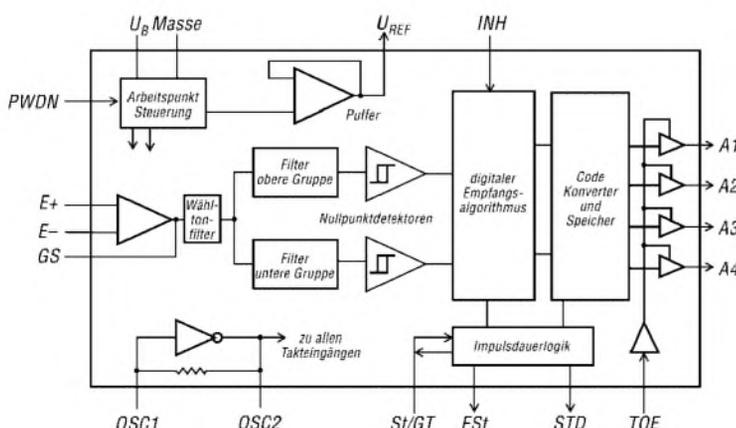 U_B Masse
U_REF
INH
PWDN
Arbeitspunkt
Steuerung
Puffer
E+
E–
GS
Wähl-
ton-
filter
Filter
obere Gruppe
Nullpunktdetektoren
Filter
untere Gruppe
digitaler
Empfangs-
algorithmus
Code
Konverter
und
Speicher
A1
A2
A3
A4
zu allen
Takteingängen
Impulsdauerlogik
OSC1
OSC2
St/GT
ESt
STD
TOE